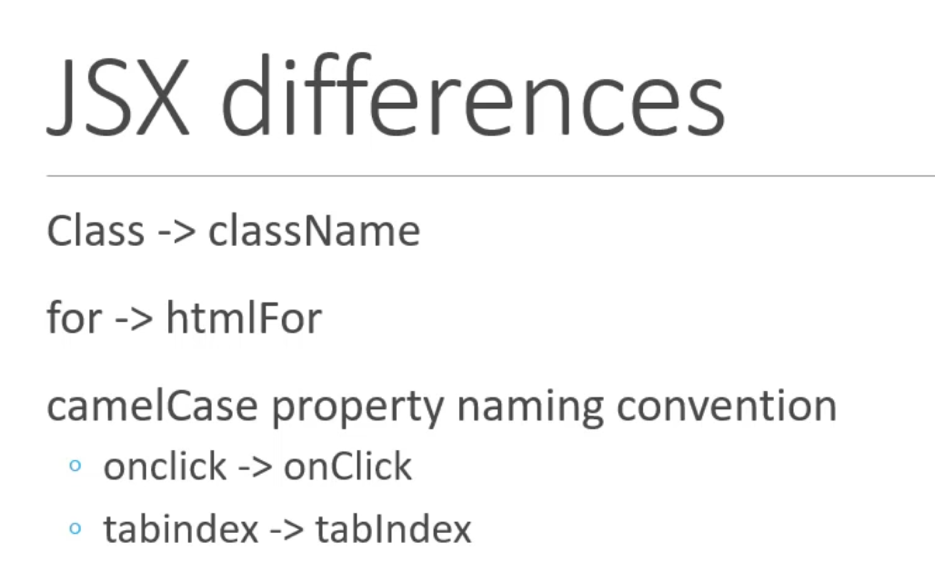 JSX differences
Class -> className
for -> htmlFor
camelCase property naming convention
onclick -> onClick
tabindex -> tabIndex